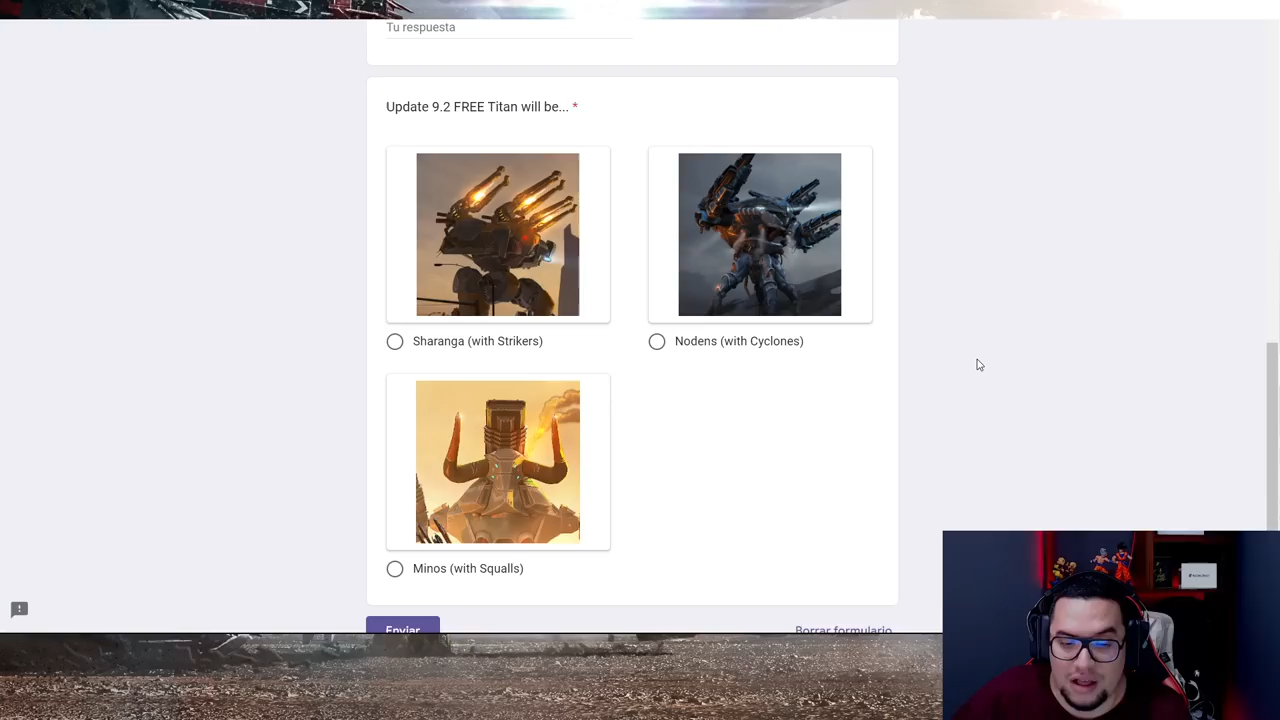 Tu respuesta
Update 9.2 FREE Titan will be... *
Sharanga (with Strikers)
Nodens (with Cyclones)
Minos (with Squalls)
Enviar
Borrar formulario